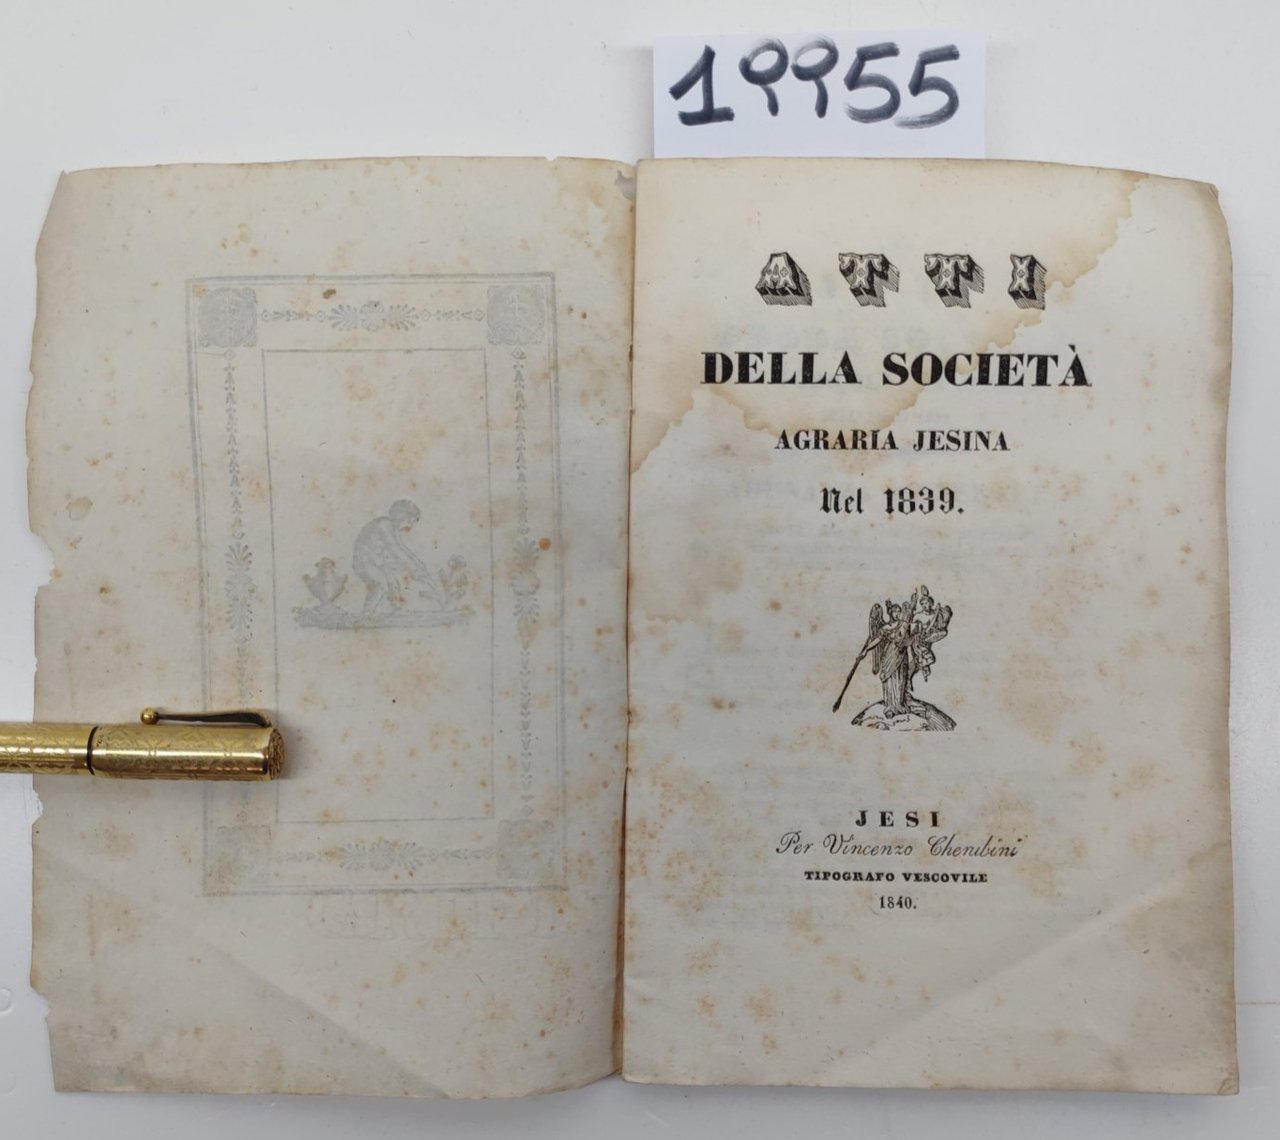 19955
ATTI
DELLA SOCIETÀ
AGRARIA JESINA
Nel 1839.
JESI
Per Vincenzo Cherubini
TIPOGRAFO VESCOVILE
1840.